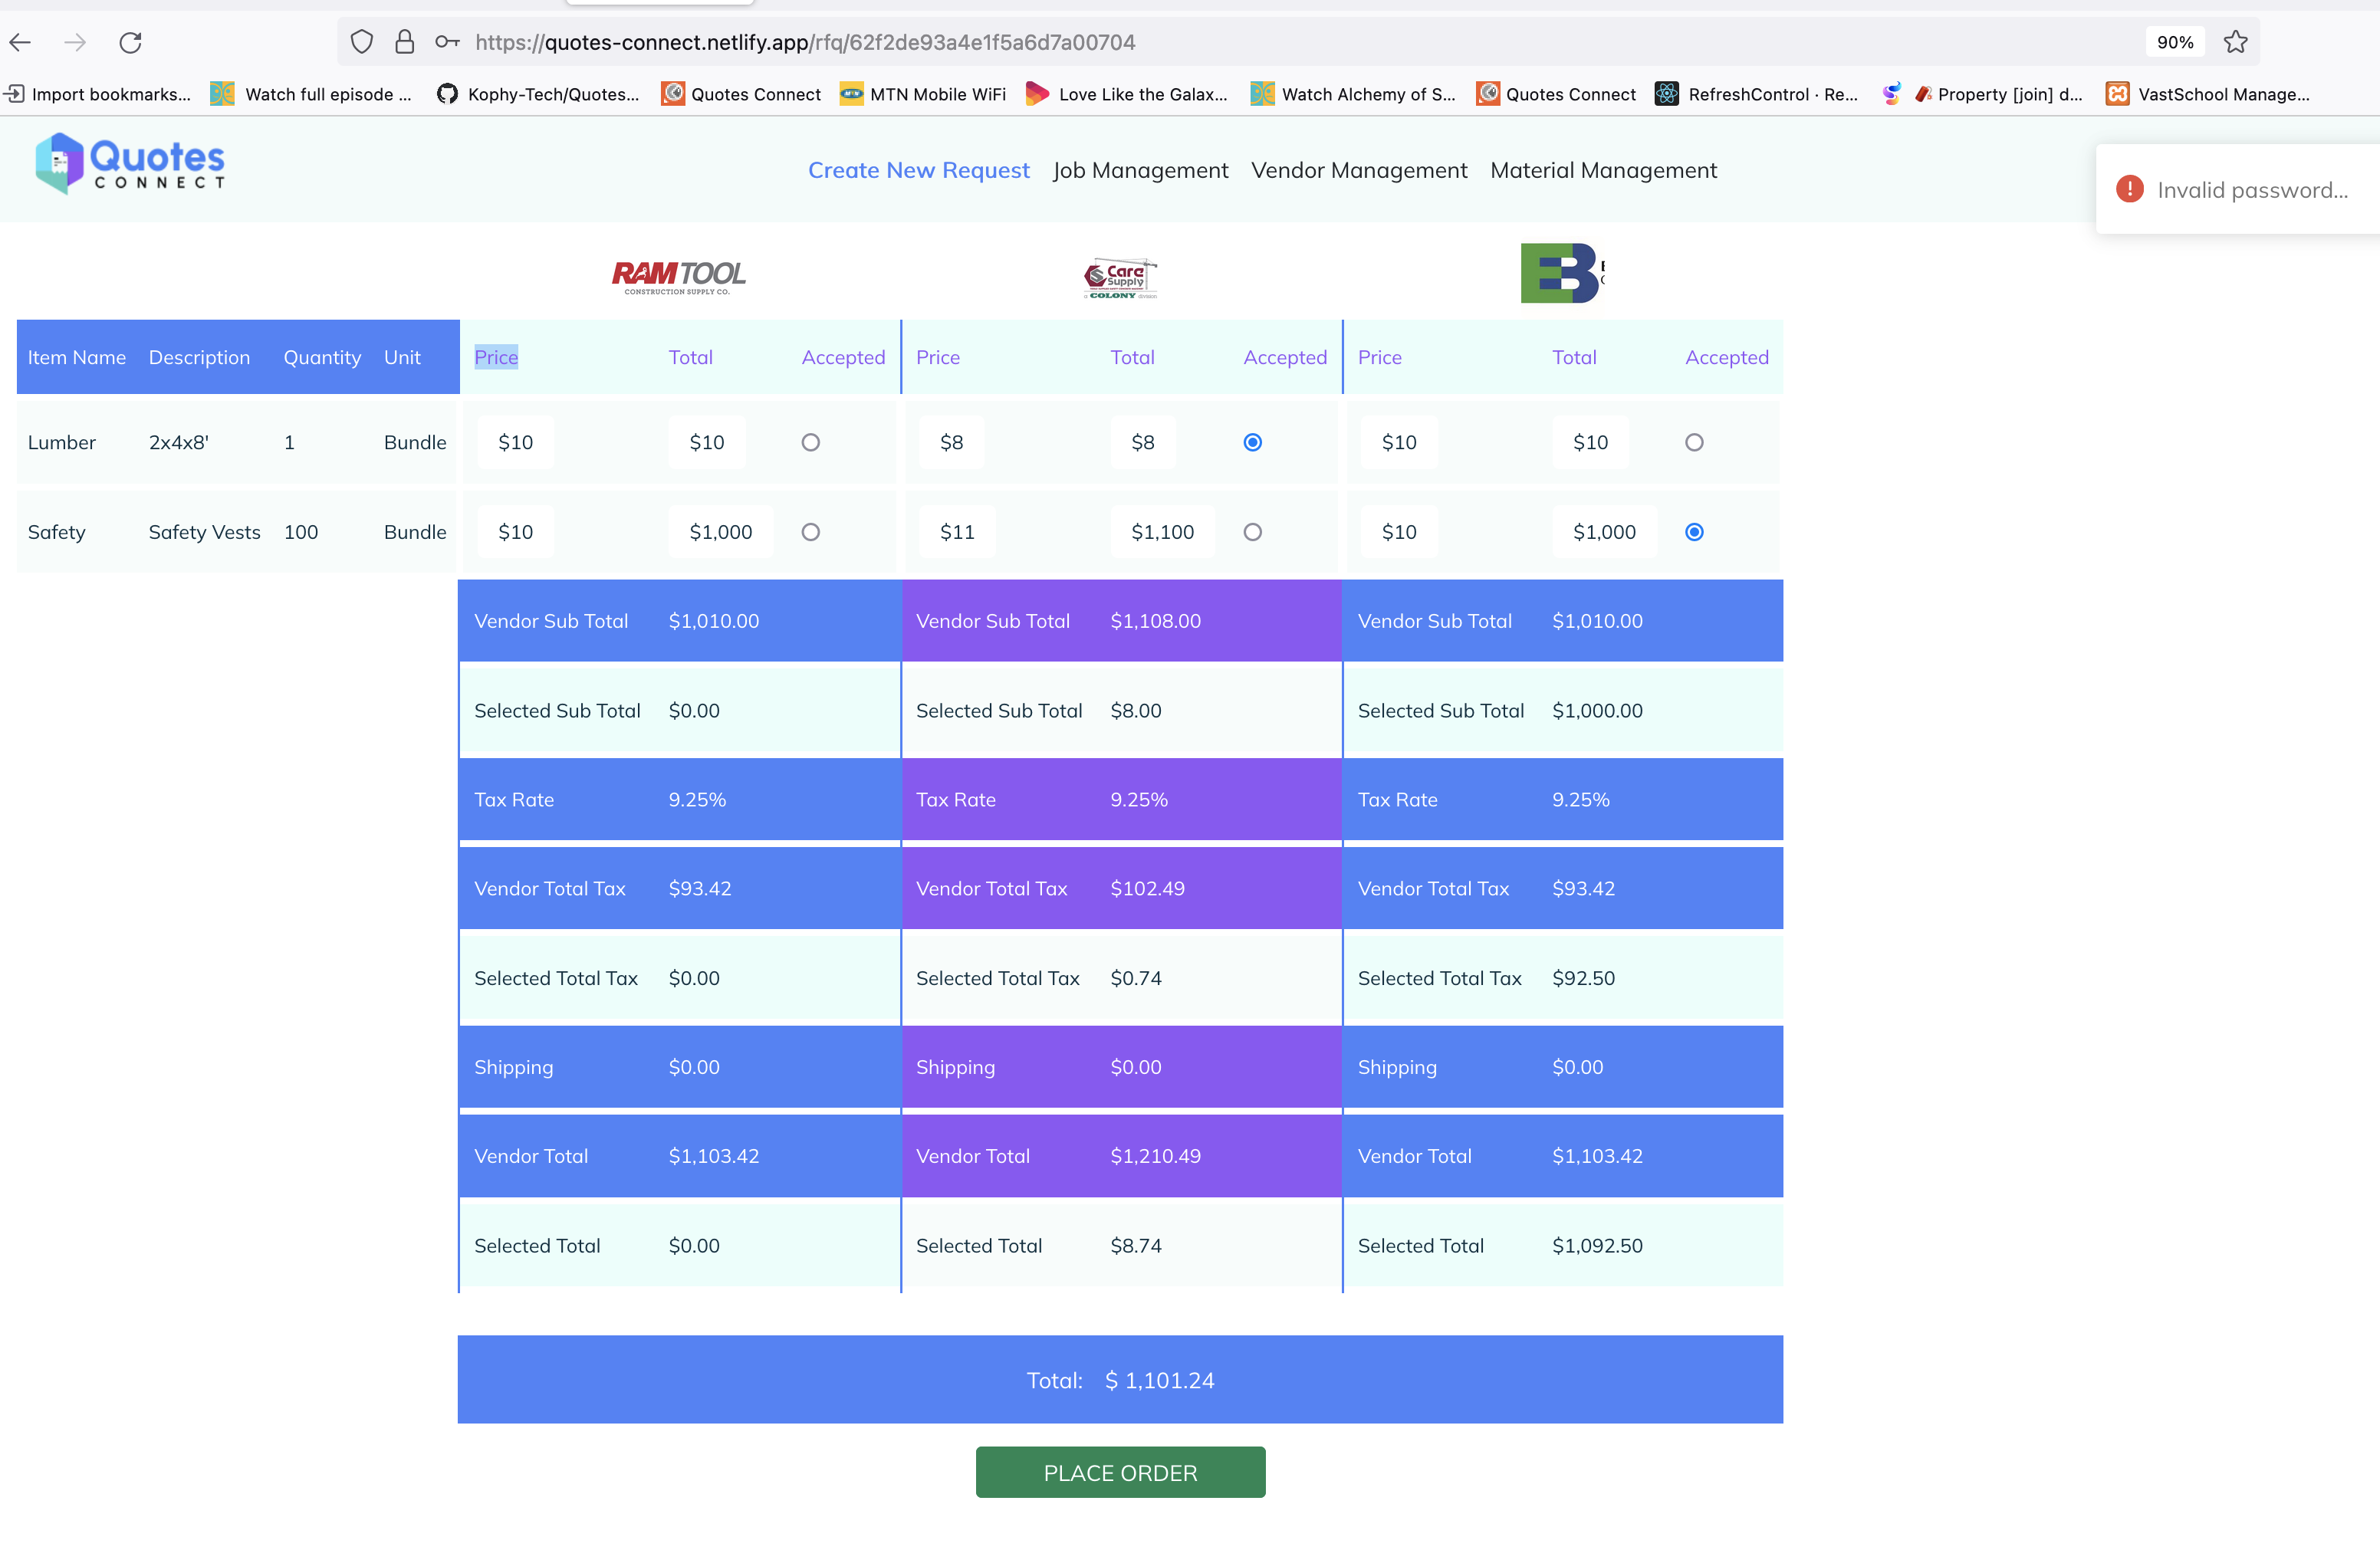 https://quotes-connect.netlify.app/rfq/62f2de93a4e1f5a6d7a00704 90%
Import bookmarks... Watch full episode ... Kophy-Tech/Quotes... Quotes Connect MTN Mobile WiFi Love Like the Galax... Watch Alchemy of S... Quotes Connect RefreshControl · Re... Property [join] d... VastSchool Manage...
Quotes
CONNECT
Create New Request Job Management Vendor Management Material Management
Invalid password...
RAMTOOL
CONSTRUCTION SUPPLY CO.
Care
Supply
a COLONY division
EB
Item Name Description Quantity Unit Price Total Accepted Price Total Accepted Price Total Accepted
Lumber 2x4x8' 1 Bundle $10 $10 $8 $8 $10 $10
Safety Safety Vests 100 Bundle $10 $1,000 $11 $1,100 $10 $1,000
Vendor Sub Total $1,010.00 Vendor Sub Total $1,108.00 Vendor Sub Total $1,010.00
Selected Sub Total $0.00 Selected Sub Total $8.00 Selected Sub Total $1,000.00
Tax Rate 9.25% Tax Rate 9.25% Tax Rate 9.25%
Vendor Total Tax $93.42 Vendor Total Tax $102.49 Vendor Total Tax $93.42
Selected Total Tax $0.00 Selected Total Tax $0.74 Selected Total Tax $92.50
Shipping $0.00 Shipping $0.00 Shipping $0.00
Vendor Total $1,103.42 Vendor Total $1,210.49 Vendor Total $1,103.42
Selected Total $0.00 Selected Total $8.74 Selected Total $1,092.50
Total: $ 1,101.24
PLACE ORDER